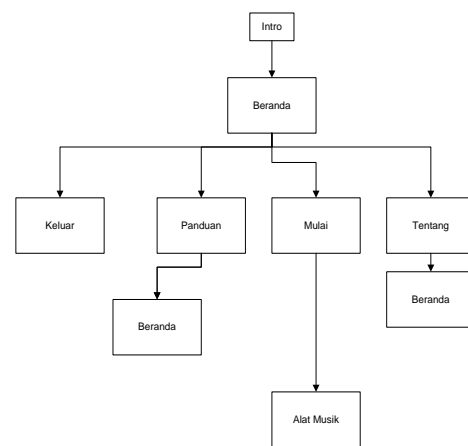 Intro
Beranda
Keluar
Panduan
Mulai
Tentang
Beranda
Beranda
Alat Musik